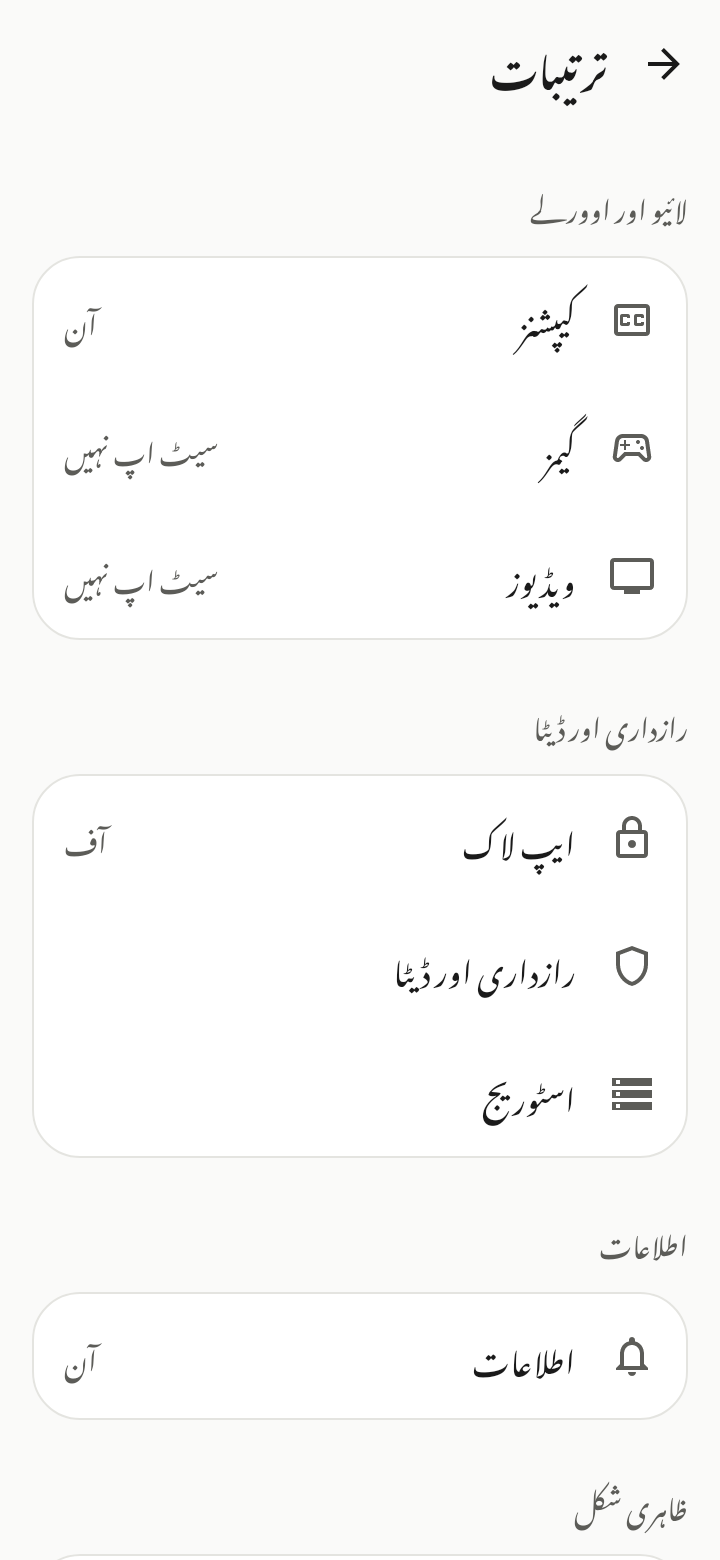 ترتیبات
لائیو اور اوورلے
کیپشنز آن
گیمز سیٹ اپ نہیں
ویڈیوز سیٹ اپ نہیں
رازداری اور ڈیٹا
ایپ لاک آف
رازداری اور ڈیٹا
اسٹوریج
اطلاعات
اطلاعات آن
ظاہری شکل